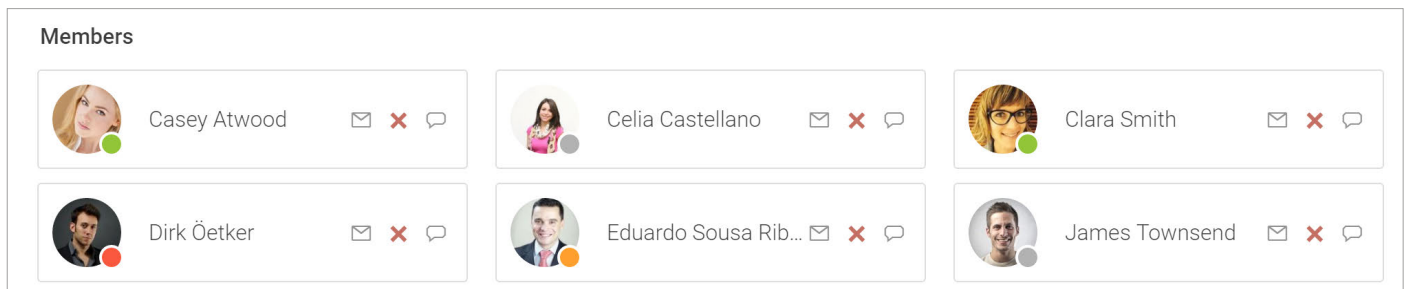 Members
Casey Atwood
Celia Castellano
Clara Smith
Dirk Öetker
Eduardo Sousa Rib...
James Townsend